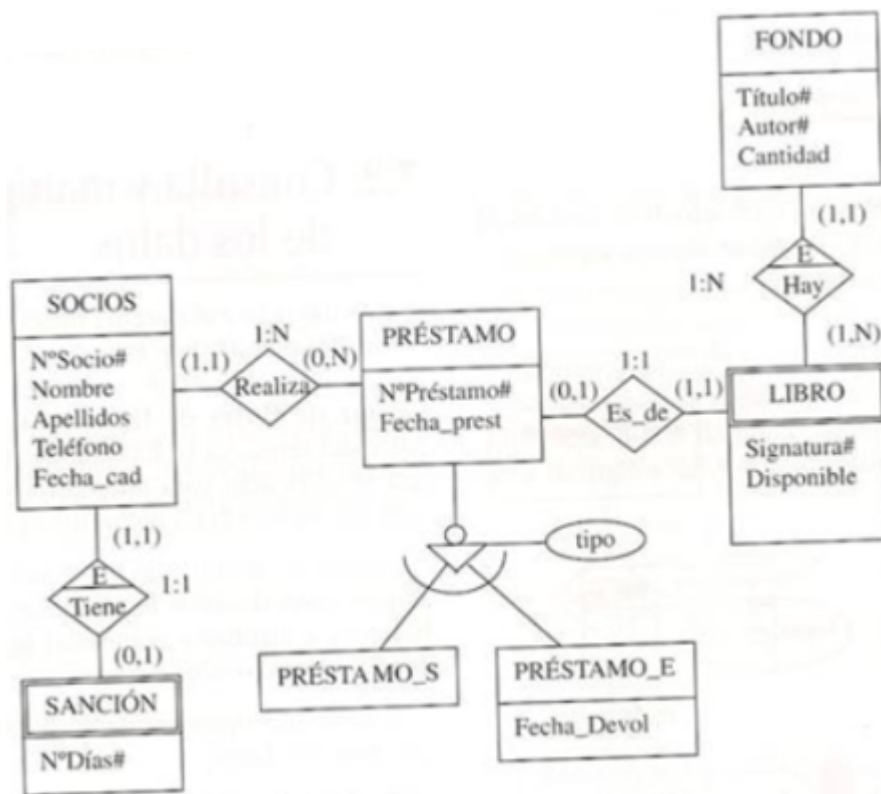 FONDO
Título#
Autor#
Cantidad
(1,1)
E
1:N
Hay
(1,N)
SOCIOS
NºSocio#
Nombre
Apellidos
Teléfono
Fecha_cad
(1,1)
1:N
Realiza
(0,N)
PRÉSTAMO
NºPréstamo#
Fecha_prest
(0,1)
1:1
Es_de
(1,1)
LIBRO
Signatura#
Disponible
tipo
(1,1)
E
1:1
Tiene
(0,1)
PRÉSTAMO_S
PRÉSTAMO_E
Fecha_Devol
SANCIÓN
NºDías#